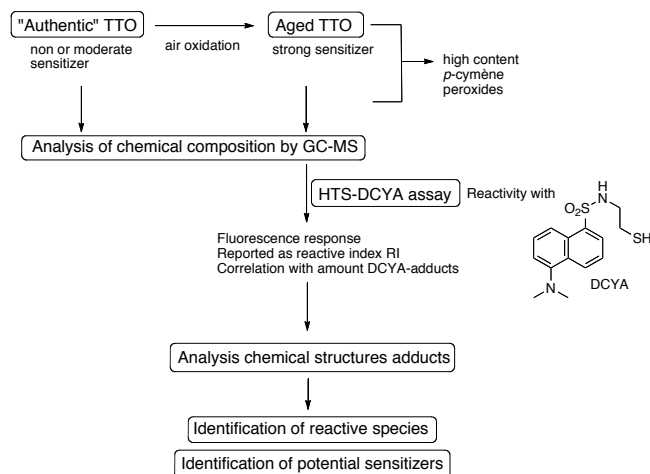 "Authentic" TTO
air oxidation
Aged TTO
non or moderate
sensitizer
strong sensitizer
high content
p-cymène
peroxides
Analysis of chemical composition by GC-MS
HTS-DCYA assay
Reactivity with
Fluorescence response
Reported as reactive index RI
Correlation with amount DCYA-adducts
H
N
O2S
SH
N
DCYA
Analysis chemical structures adducts
Identification of reactive species
Identification of potential sensitizers